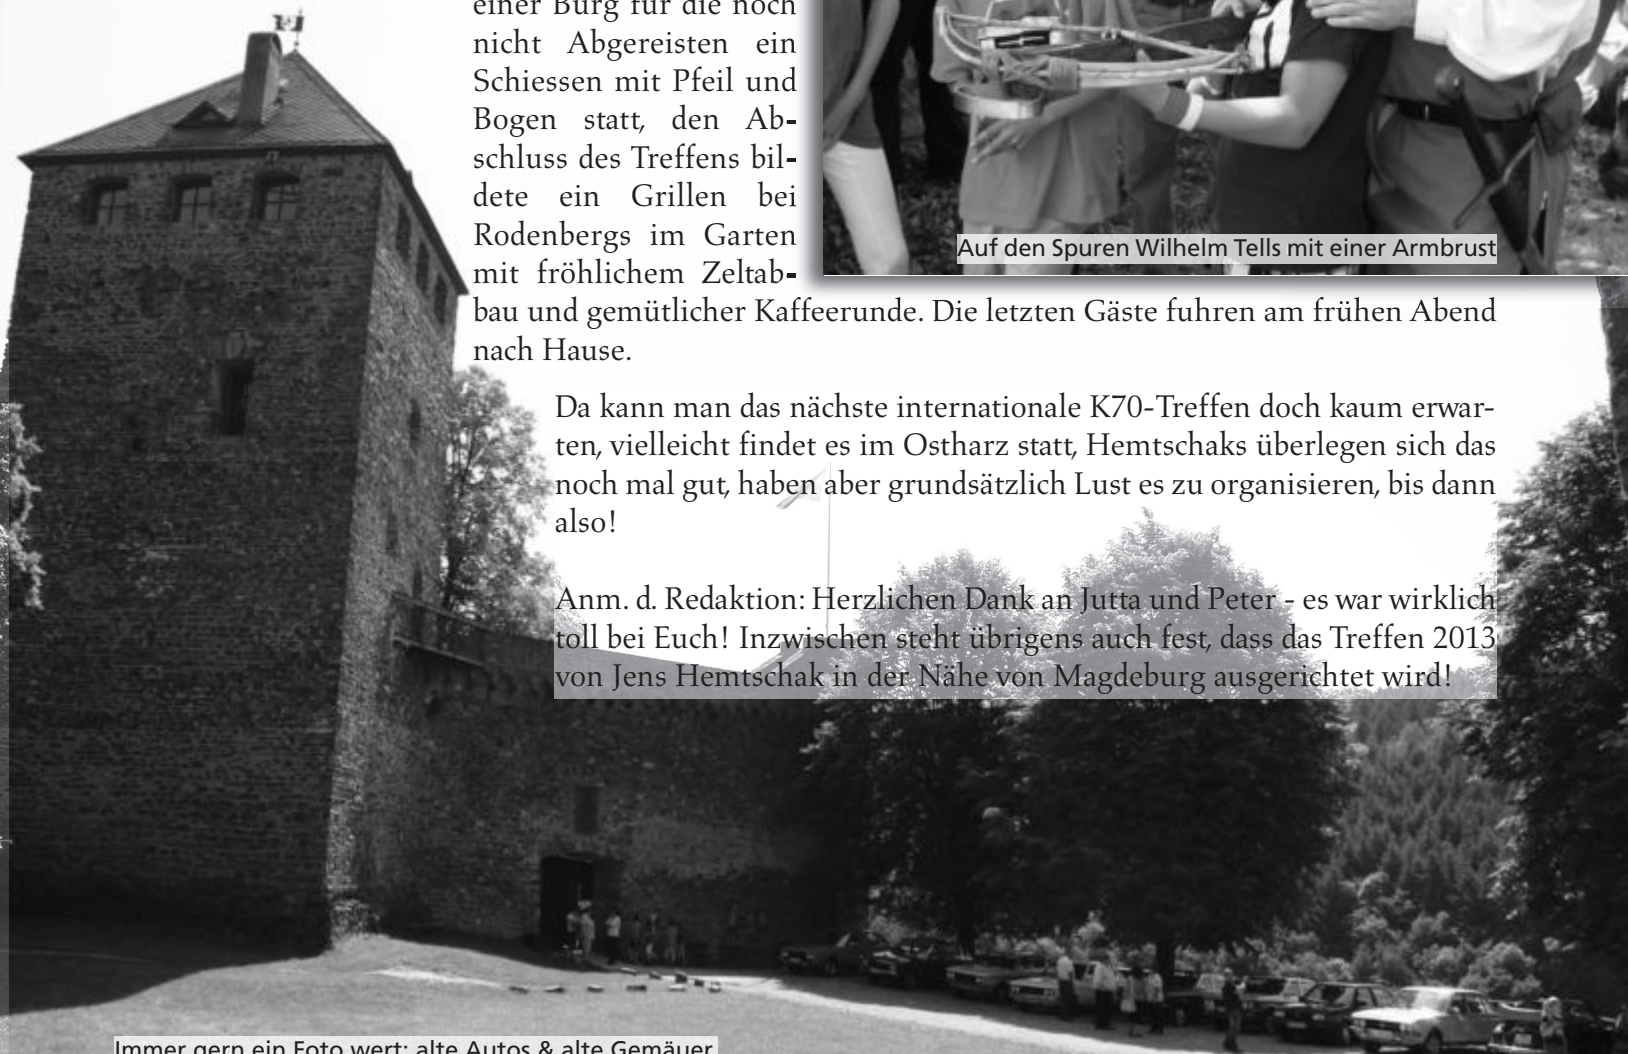 einer Burg für die noch
nicht Abgereisten ein
Schiessen mit Pfeil und
Bogen statt, den Ab-
schluss des Treffens bil-
dete ein Grillen bei
Rodenbergs im Garten
mit fröhlichem Zeltab-
bau und gemütlicher Kaffeerunde. Die letzten Gäste fuhren am frühen Abend
nach Hause.
Auf den Spuren Wilhelm Tells mit einer Armbrust
Da kann man das nächste internationale K70-Treffen doch kaum erwar-
ten, vielleicht findet es im Ostharz statt, Hemtschaks überlegen sich das
noch mal gut, haben aber grundsätzlich Lust es zu organisieren, bis dann
also!
Anm. d. Redaktion: Herzlichen Dank an Jutta und Peter - es war wirklich
toll bei Euch! Inzwischen steht übrigens auch fest, dass das Treffen 2013
von Jens Hemtschak in der Nähe von Magdeburg ausgerichtet wird!
Immer gern ein Foto wert: alte Autos & alte Gemäuer